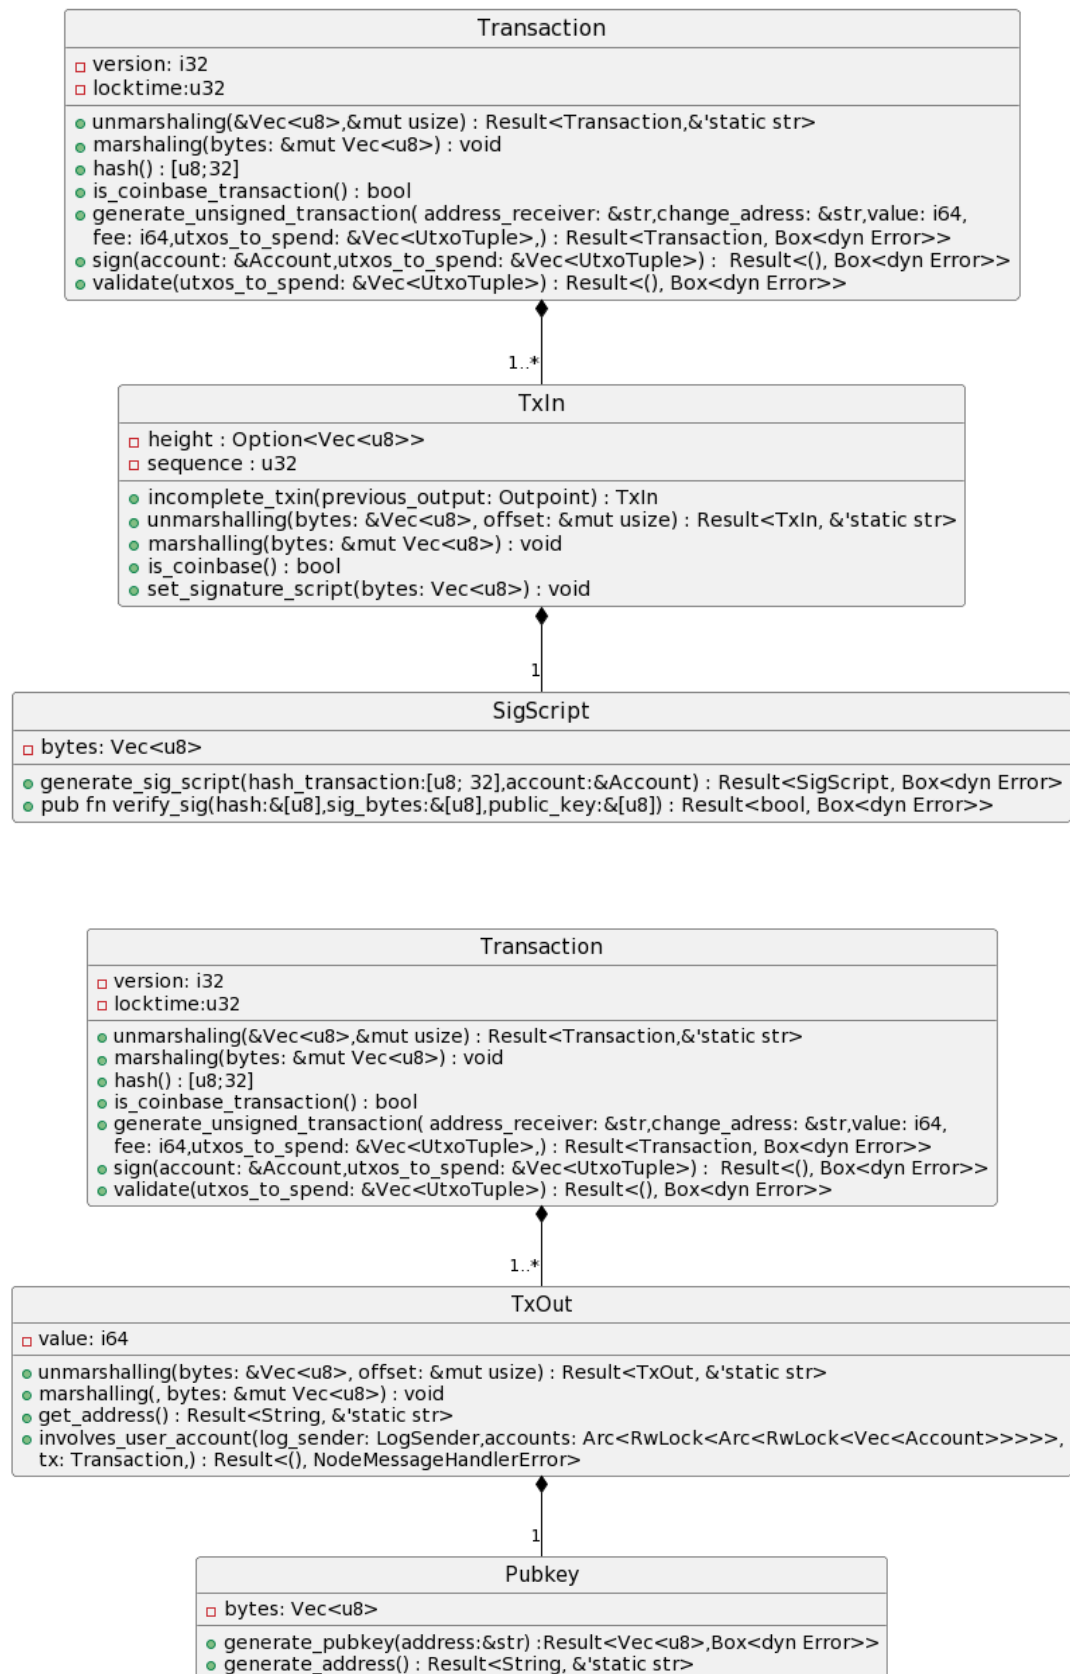 Transaction
version: i32
locktime:u32
unmarshaling(&Vec<u8>,&mut usize) : Result<Transaction,&'static str>
marshaling(bytes: &mut Vec<u8>) : void
hash() : [u8;32]
is_coinbase_transaction() : bool
generate_unsigned_transaction( address_receiver: &str,change_adress: &str,value: i64,
fee: i64,utxos_to_spend: &Vec<UtxoTuple>,) : Result<Transaction, Box<dyn Error>>
sign(account: &Account,utxos_to_spend: &Vec<UtxoTuple>) :  Result<(), Box<dyn Error>>
validate(utxos_to_spend: &Vec<UtxoTuple>) : Result<(), Box<dyn Error>>
1..*
TxIn
height : Option<Vec<u8>>
sequence : u32
incomplete_txin(previous_output: Outpoint) : TxIn
unmarshalling(bytes: &Vec<u8>, offset: &mut usize) : Result<TxIn, &'static str>
marshalling(bytes: &mut Vec<u8>) : void
is_coinbase() : bool
set_signature_script(bytes: Vec<u8>) : void
1
SigScript
bytes: Vec<u8>
generate_sig_script(hash_transaction:[u8; 32],account:&Account) : Result<SigScript, Box<dyn Error>
pub fn verify_sig(hash:&[u8],sig_bytes:&[u8],public_key:&[u8]) : Result<bool, Box<dyn Error>>
Transaction
version: i32
locktime:u32
unmarshaling(&Vec<u8>,&mut usize) : Result<Transaction,&'static str>
marshaling(bytes: &mut Vec<u8>) : void
hash() : [u8;32]
is_coinbase_transaction() : bool
generate_unsigned_transaction( address_receiver: &str,change_adress: &str,value: i64,
fee: i64,utxos_to_spend: &Vec<UtxoTuple>,) : Result<Transaction, Box<dyn Error>>
sign(account: &Account,utxos_to_spend: &Vec<UtxoTuple>) :  Result<(), Box<dyn Error>>
validate(utxos_to_spend: &Vec<UtxoTuple>) : Result<(), Box<dyn Error>>
1..*
TxOut
value: i64
unmarshalling(bytes: &Vec<u8>, offset: &mut usize) : Result<TxOut, &'static str>
marshalling(, bytes: &mut Vec<u8>) : void
get_address() : Result<String, &'static str>
involves_user_account(log_sender: LogSender,accounts: Arc<RwLock<Arc<RwLock<Vec<Account>>>>>,
tx: Transaction,) : Result<(), NodeMessageHandlerError>
1
Pubkey
bytes: Vec<u8>
generate_pubkey(address:&str) :Result<Vec<u8>,Box<dyn Error>>
generate_address() : Result<String, &'static str>